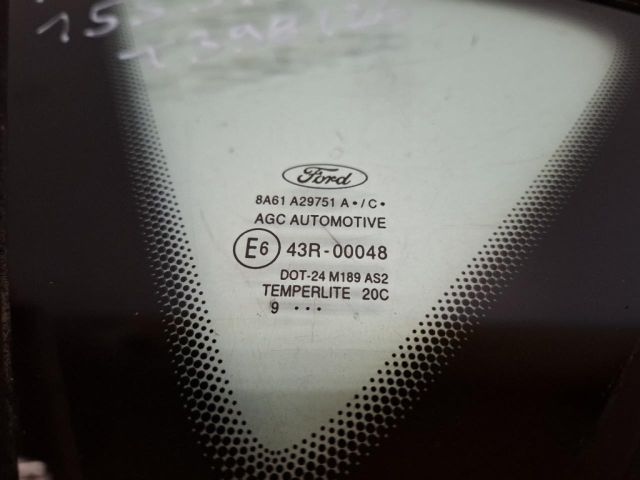 Ford
8A61 A29751 A•/C•
AGC AUTOMOTIVE
E6 43R-00048
DOT-24 M189 AS2
TEMPERLITE 20C
9 •••